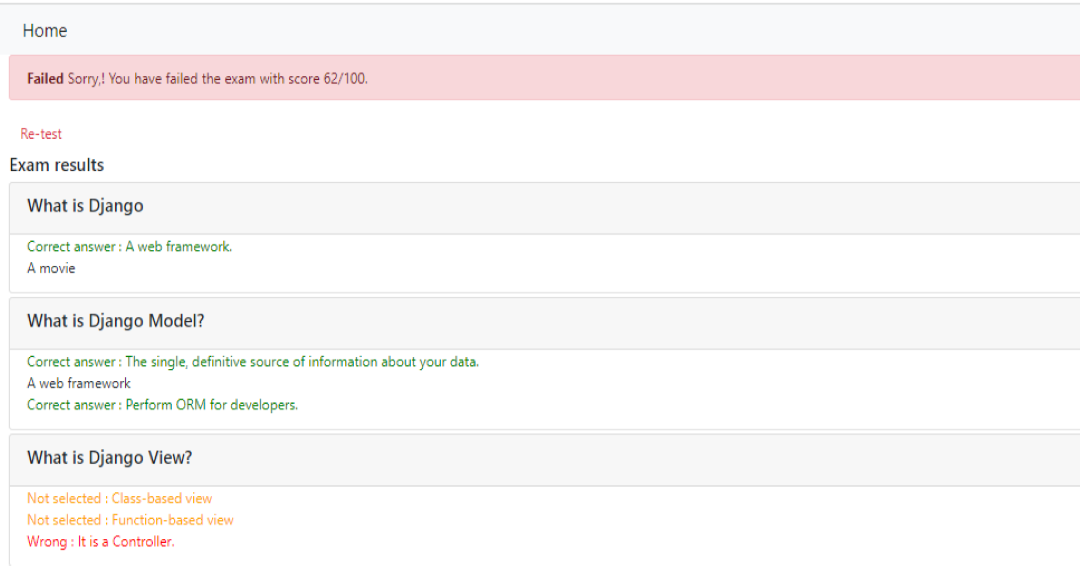 Home
Failed Sorry,! You have failed the exam with score 62/100.
Re-test
Exam results
What is Django
Correct answer : A web framework.
A movie
What is Django Model?
Correct answer : The single, definitive source of information about your data.
A web framework
Correct answer : Perform ORM for developers.
What is Django View?
Not selected : Class-based view
Not selected : Function-based view
Wrong : It is a Controller.